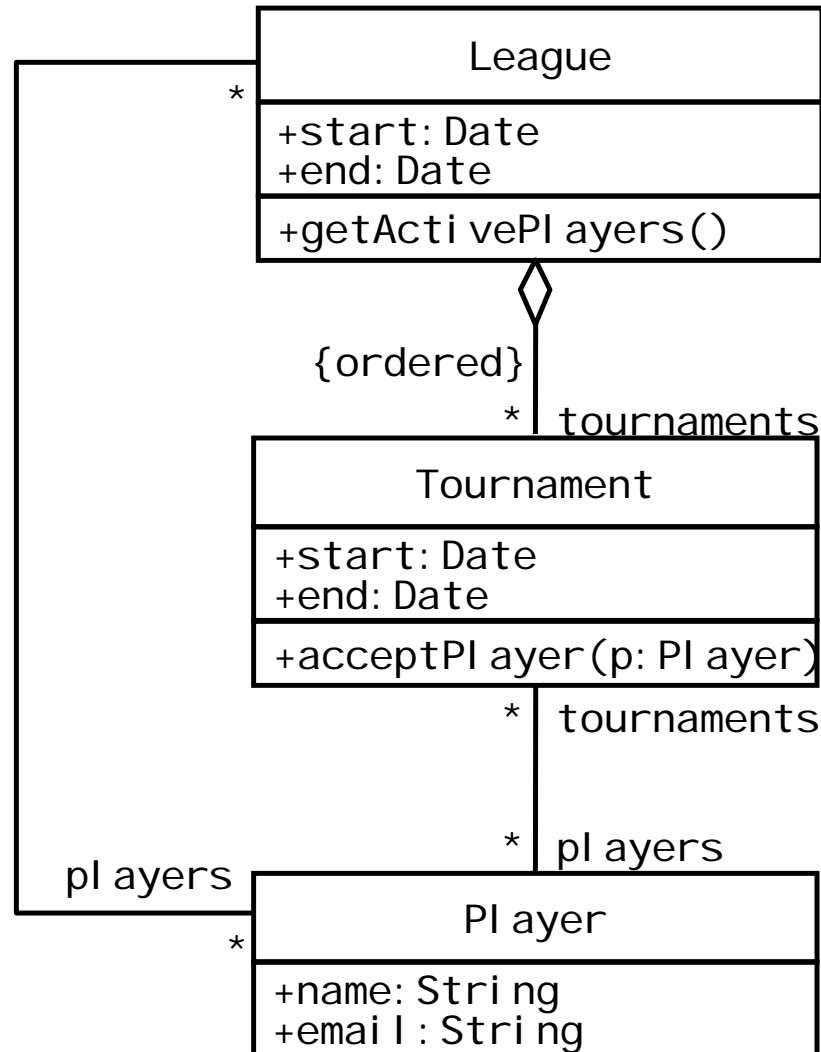 League
*
+start: Date
+end: Date
+getActivePlayers()
{ordered}
* tournaments
Tournament
+start: Date
+end: Date
+acceptPlayer(p: Player)
* tournaments
* players
players
Player
*
+name: String
+email: String